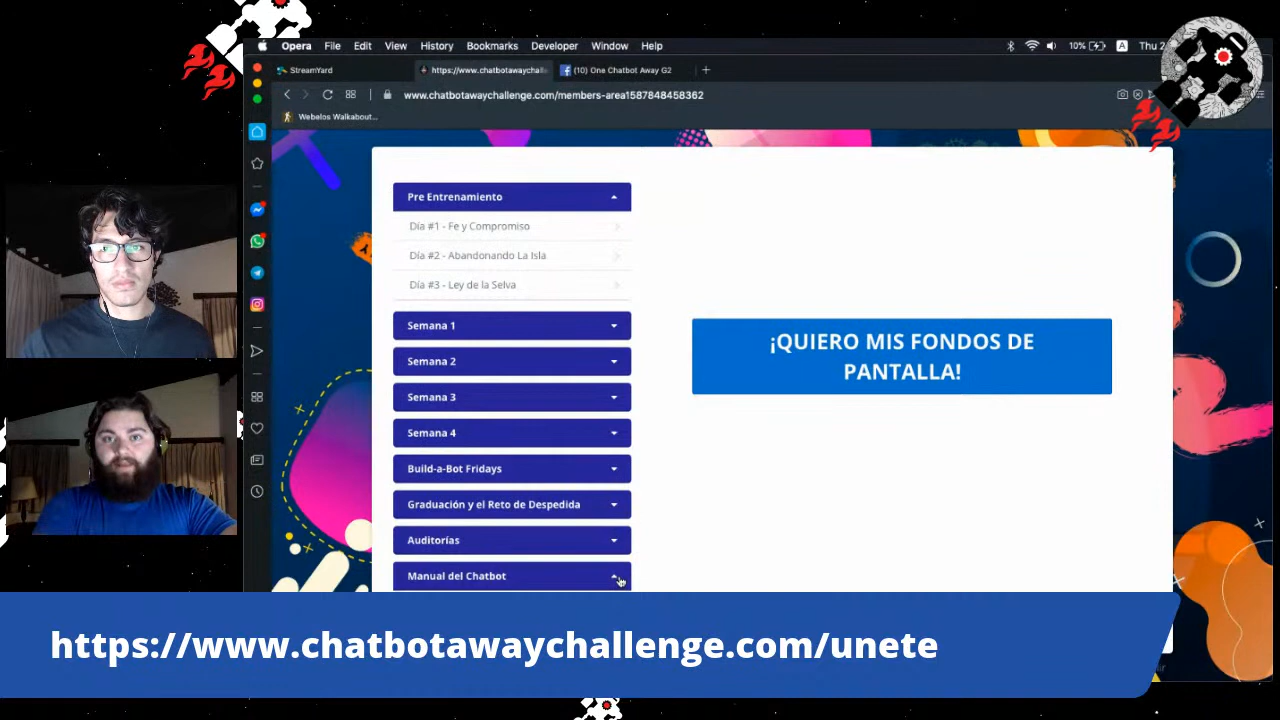 Opera File Edit View History Bookmarks Developer Window Help
10% A Thu 2
StreamYard
https://www.chatbotawaychall
(10) One Chatbot Away G2
www.chatbotawaychallenge.com/members-area1587848458362
Webelos Walkabout...
Pre Entrenamiento
Día #1 - Fe y Compromiso
Día #2 - Abandonando La Isla
Día #3 - Ley de la Selva
Semana 1
Semana 2
Semana 3
Semana 4
Build-a-Bot Fridays
Graduación y el Reto de Despedida
Auditorías
Manual del Chatbot
¡QUIERO MIS FONDOS DE
PANTALLA!
https://www.chatbotawaychallenge.com/unete